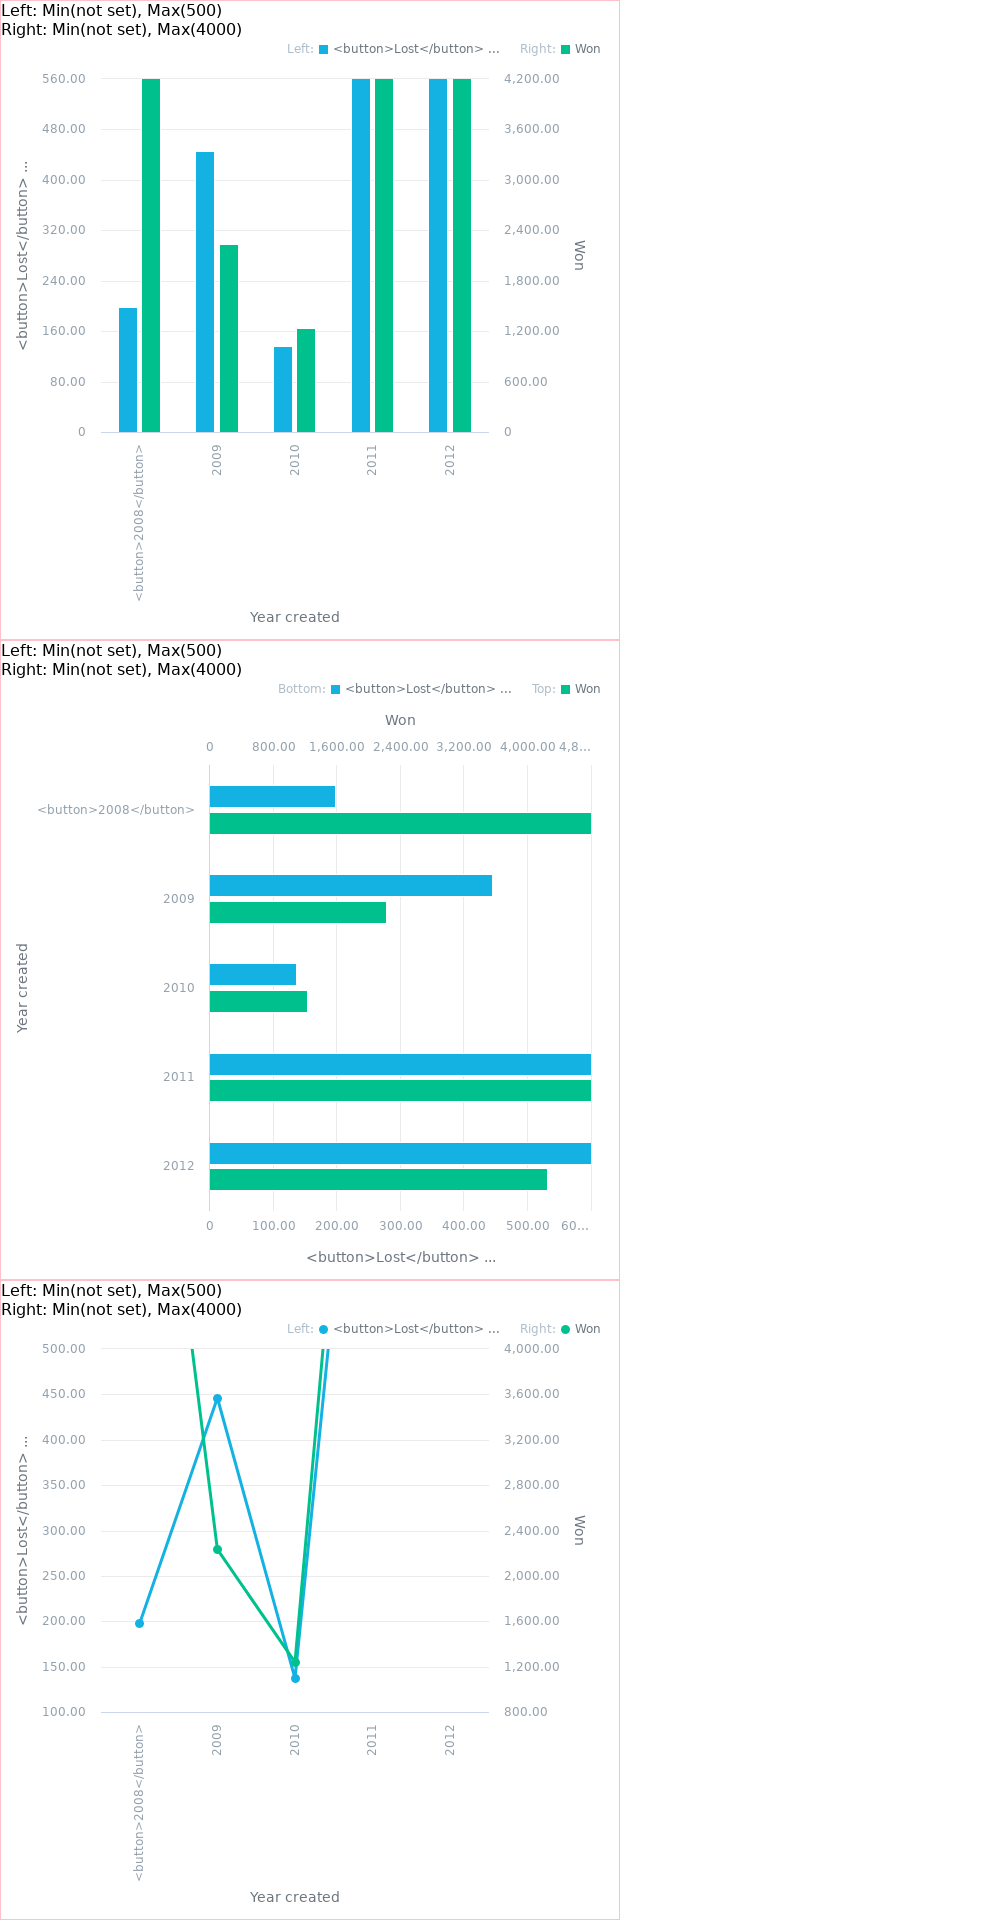 Left: Min(not set), Max(500)
Right: Min(not set), Max(4000)
Left: <button>Lost</button> ... Right: Won
560.00 4,200.00
480.00 3,600.00
400.00 3,000.00
320.00 2,400.00
240.00 1,800.00
160.00 1,200.00
80.00 600.00
0 0
<button>Lost</button> ...
Won
<button>2008</button> 2009 2010 2011 2012
Year created
Left: Min(not set), Max(500)
Right: Min(not set), Max(4000)
Bottom: <button>Lost</button> ... Top: Won
Won
0 800.00 1,600.00 2,400.00 3,200.00 4,000.00 4,8...
<button>2008</button>
2009
2010
2011
2012
Year created
0 100.00 200.00 300.00 400.00 500.00 60...
<button>Lost</button> ...
Left: Min(not set), Max(500)
Right: Min(not set), Max(4000)
Left: <button>Lost</button> ... Right: Won
500.00 4,000.00
450.00 3,600.00
400.00 3,200.00
350.00 2,800.00
300.00 2,400.00
250.00 2,000.00
200.00 1,600.00
150.00 1,200.00
100.00 800.00
<button>Lost</button> ...
Won
<button>2008</button> 2009 2010 2011 2012
Year created